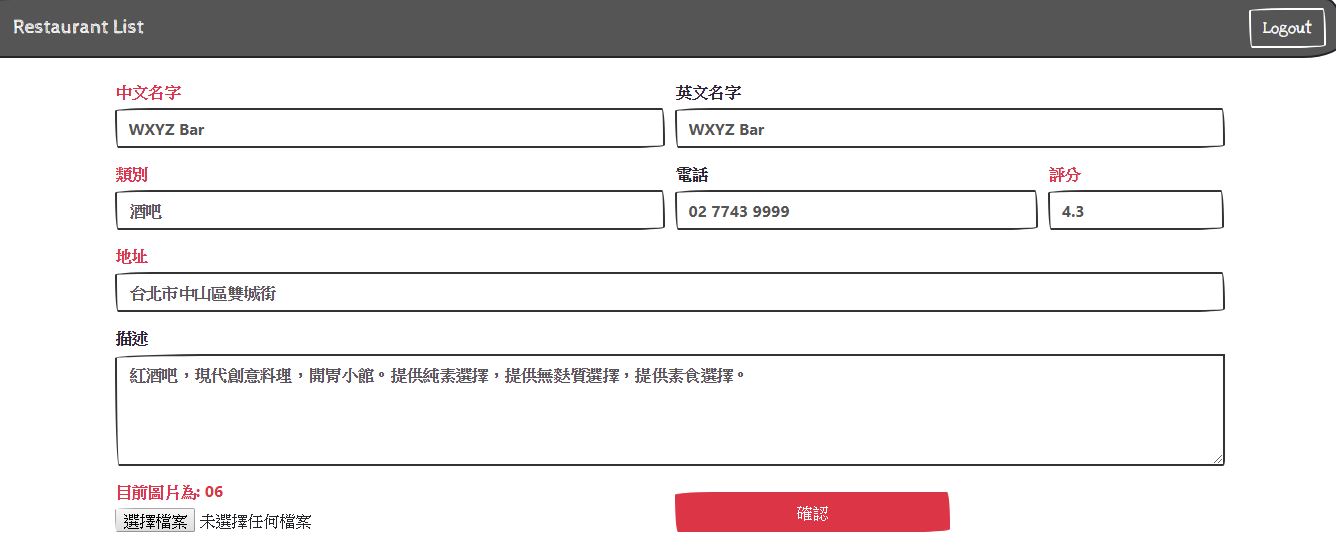 Restaurant List
Logout
中文名字
英文名字
WXYZ Bar
WXYZ Bar
類別
電話
評分
酒吧
02 7743 9999
4.3
地址
台北市中山區雙城街
描述
紅酒吧，現代創意料理，開胃小館。提供純素選擇，提供無麩質選擇，提供素食選擇。
目前圖片為: 06
選擇檔案 未選擇任何檔案
確認